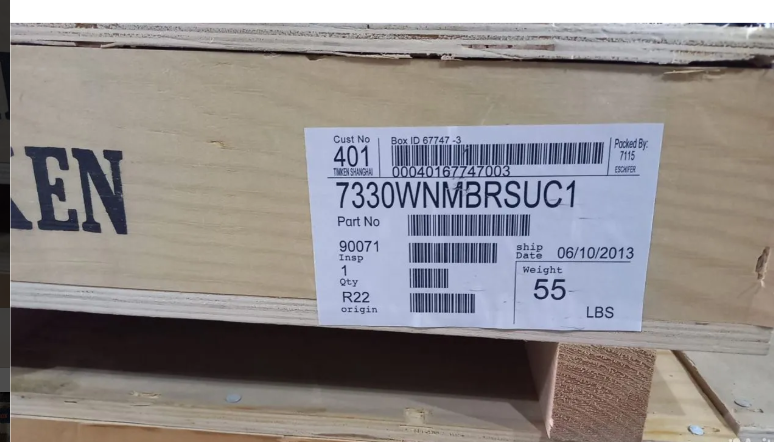 KEN
Cust No
401
TIMKEN SHANGHAI
Box ID 67747 -3
00040167747003
Packed By:
7115
ESCHIFER
7330WNMBRSUC1
Part No
90071
Insp
1
Qty
R22
origin
ship
Date 06/10/2013
Weight
55
LBS